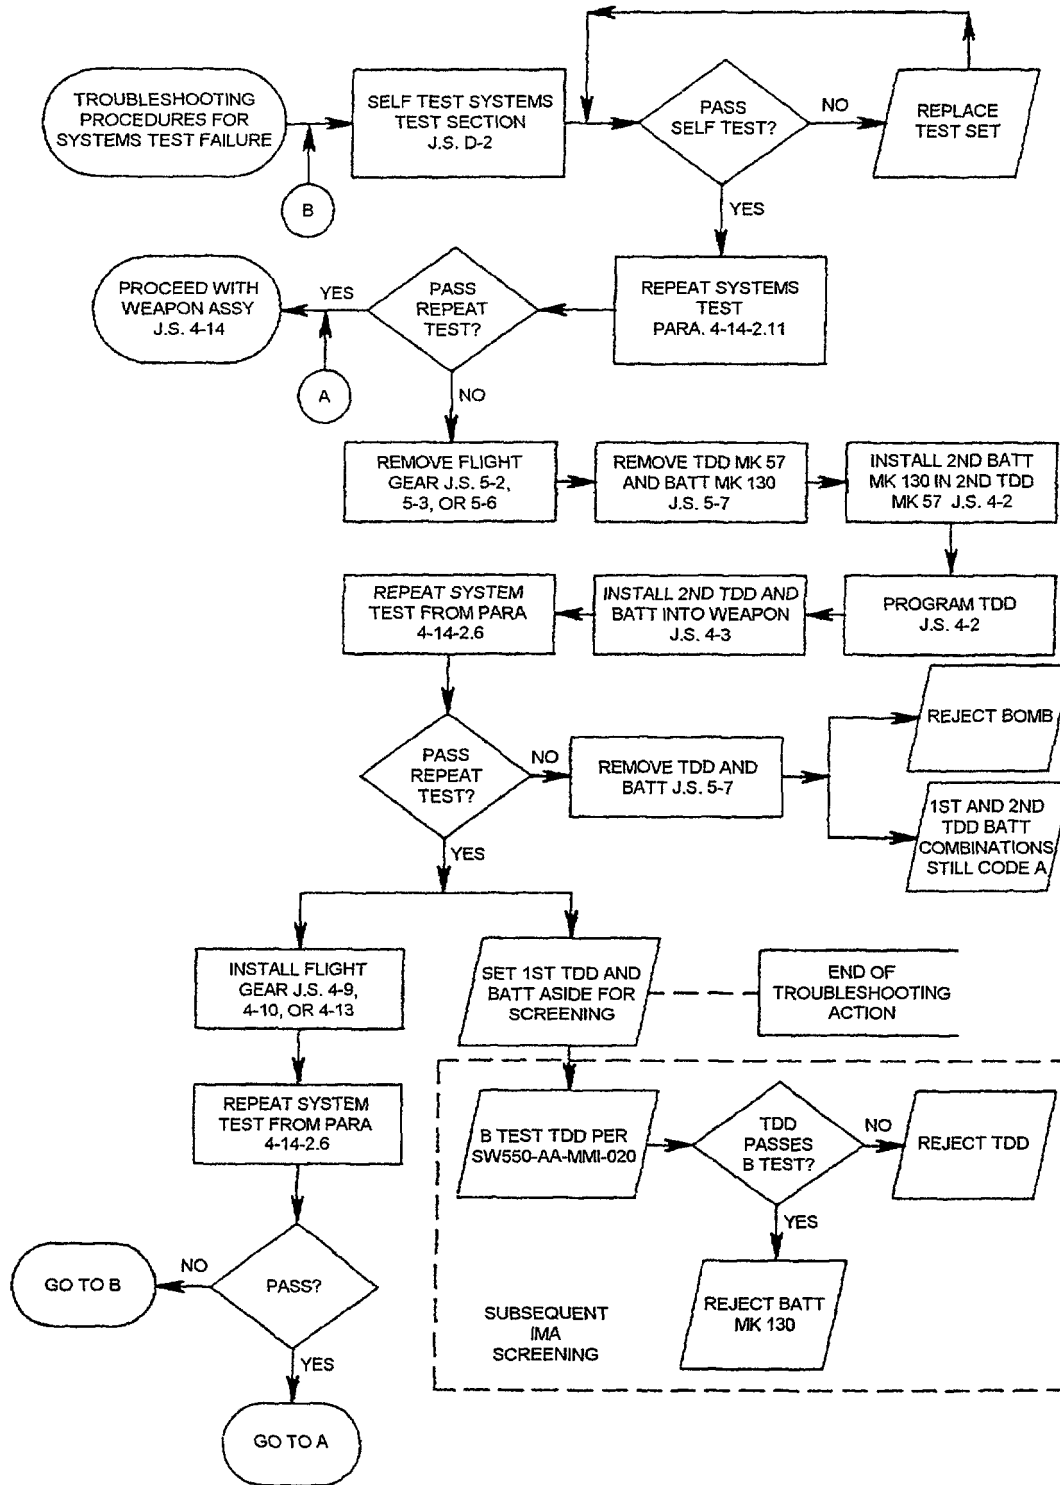 TROUBLESHOOTING
PROCEDURES FOR
SYSTEMS TEST FAILURE
B
SELF TEST SYSTEMS
TEST SECTION
J.S. D-2
PASS
SELF TEST?
NO
REPLACE
TEST SET
YES
REPEAT SYSTEMS
TEST
PARA. 4-14-2.11
PASS
REPEAT
TEST?
YES
PROCEED WITH
WEAPON ASSY
J.S. 4-14
A
NO
REMOVE FLIGHT
GEAR J.S. 5-2,
5-3, OR 5-6
REMOVE TDD MK 57
AND BATT MK 130
J.S. 5-7
INSTALL 2ND BATT
MK 130 IN 2ND TDD
MK 57 J.S. 4-2
PROGRAM TDD
J.S. 4-2
INSTALL 2ND TDD AND
BATT INTO WEAPON
J.S. 4-3
REPEAT SYSTEM
TEST FROM PARA
4-14-2.6
PASS
REPEAT
TEST?
NO
REMOVE TDD AND
BATT J.S. 5-7
REJECT BOMB
1ST AND 2ND
TDD BATT
COMBINATIONS
STILL CODE A
YES
INSTALL FLIGHT
GEAR J.S. 4-9,
4-10, OR 4-13
SET 1ST TDD AND
BATT ASIDE FOR
SCREENING
END OF
TROUBLESHOOTING
ACTION
REPEAT SYSTEM
TEST FROM PARA
4-14-2.6
B TEST TDD PER
SW550-AA-MMI-020
TDD
PASSES
B TEST?
NO
REJECT TDD
YES
REJECT BATT
MK 130
SUBSEQUENT
IMA
SCREENING
PASS?
NO
GO TO B
YES
GO TO A